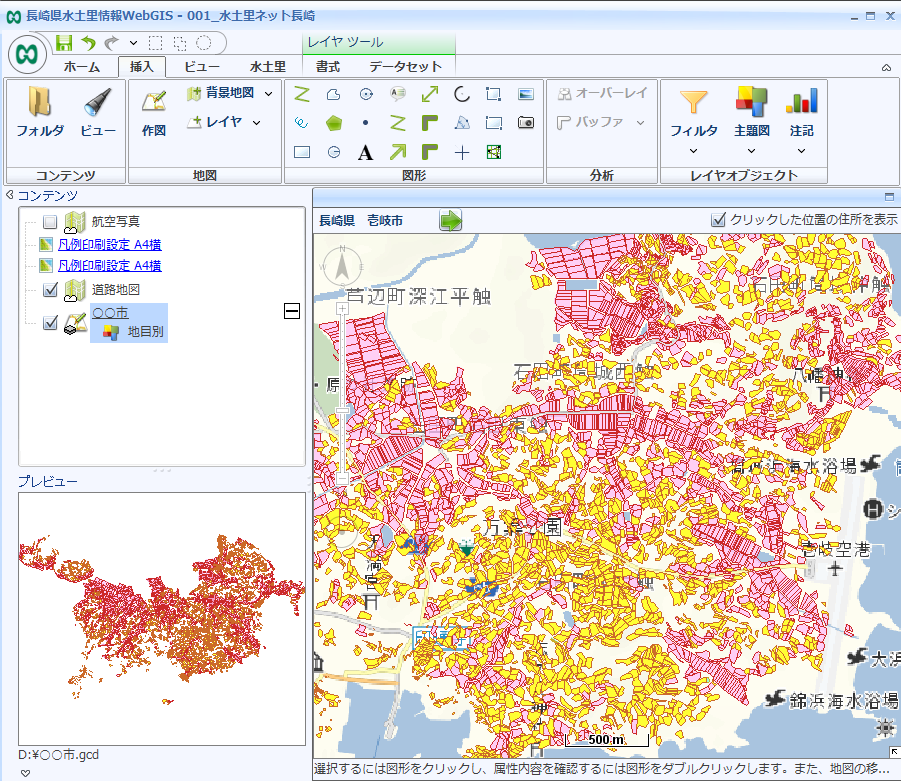 長崎県水土里情報WebGIS - 001_水土里ネット長崎
レイヤ ツール
ホーム 挿入 ビュー 水土里 書式 データセット
フォルダ ビュー 作図 背景地図 レイヤ A A オーバーレイ バッファ フィルタ 主題図 注記
コンテンツ 地図 図形 分析 レイヤオブジェクト
コンテンツ
航空写真
凡例印刷設定 A4横
凡例印刷設定 A4横
道路地図
〇〇市
地目別
プレビュー
D:¥〇〇市.gcd
長崎県 壱岐市 クリックした位置の住所を表示
N
W E
芦辺町深江平触
原
海水浴場
園
壱岐空港
大浜
錦浜海水浴場
500 m
選択するには図形をクリックし、属性内容を確認するには図形をダブルクリックします。また、地図の移...